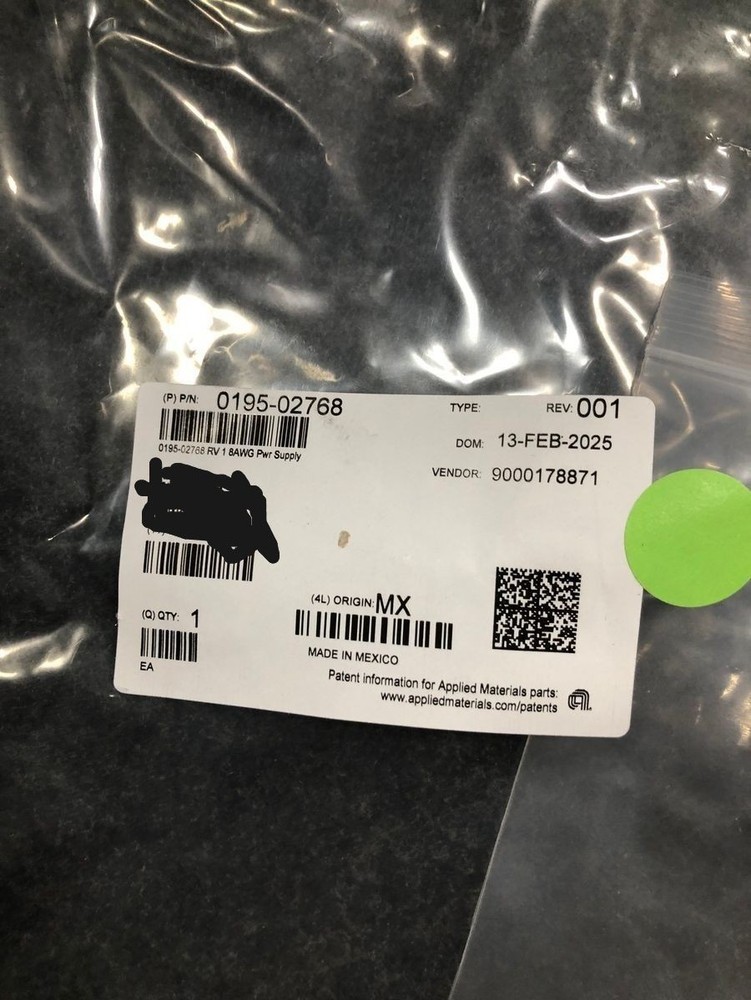 (P) P/N: 0195-02768
TYPE:
REV: 001
0195-02768 RV 1 8AWG Pwr Supply
DOM: 13-FEB-2025
VENDOR: 9000178871
(Q) QTY: 1
EA
(4L) ORIGIN: MX
MADE IN MEXICO
Patent information for Applied Materials parts:
www.appliedmaterials.com/patents